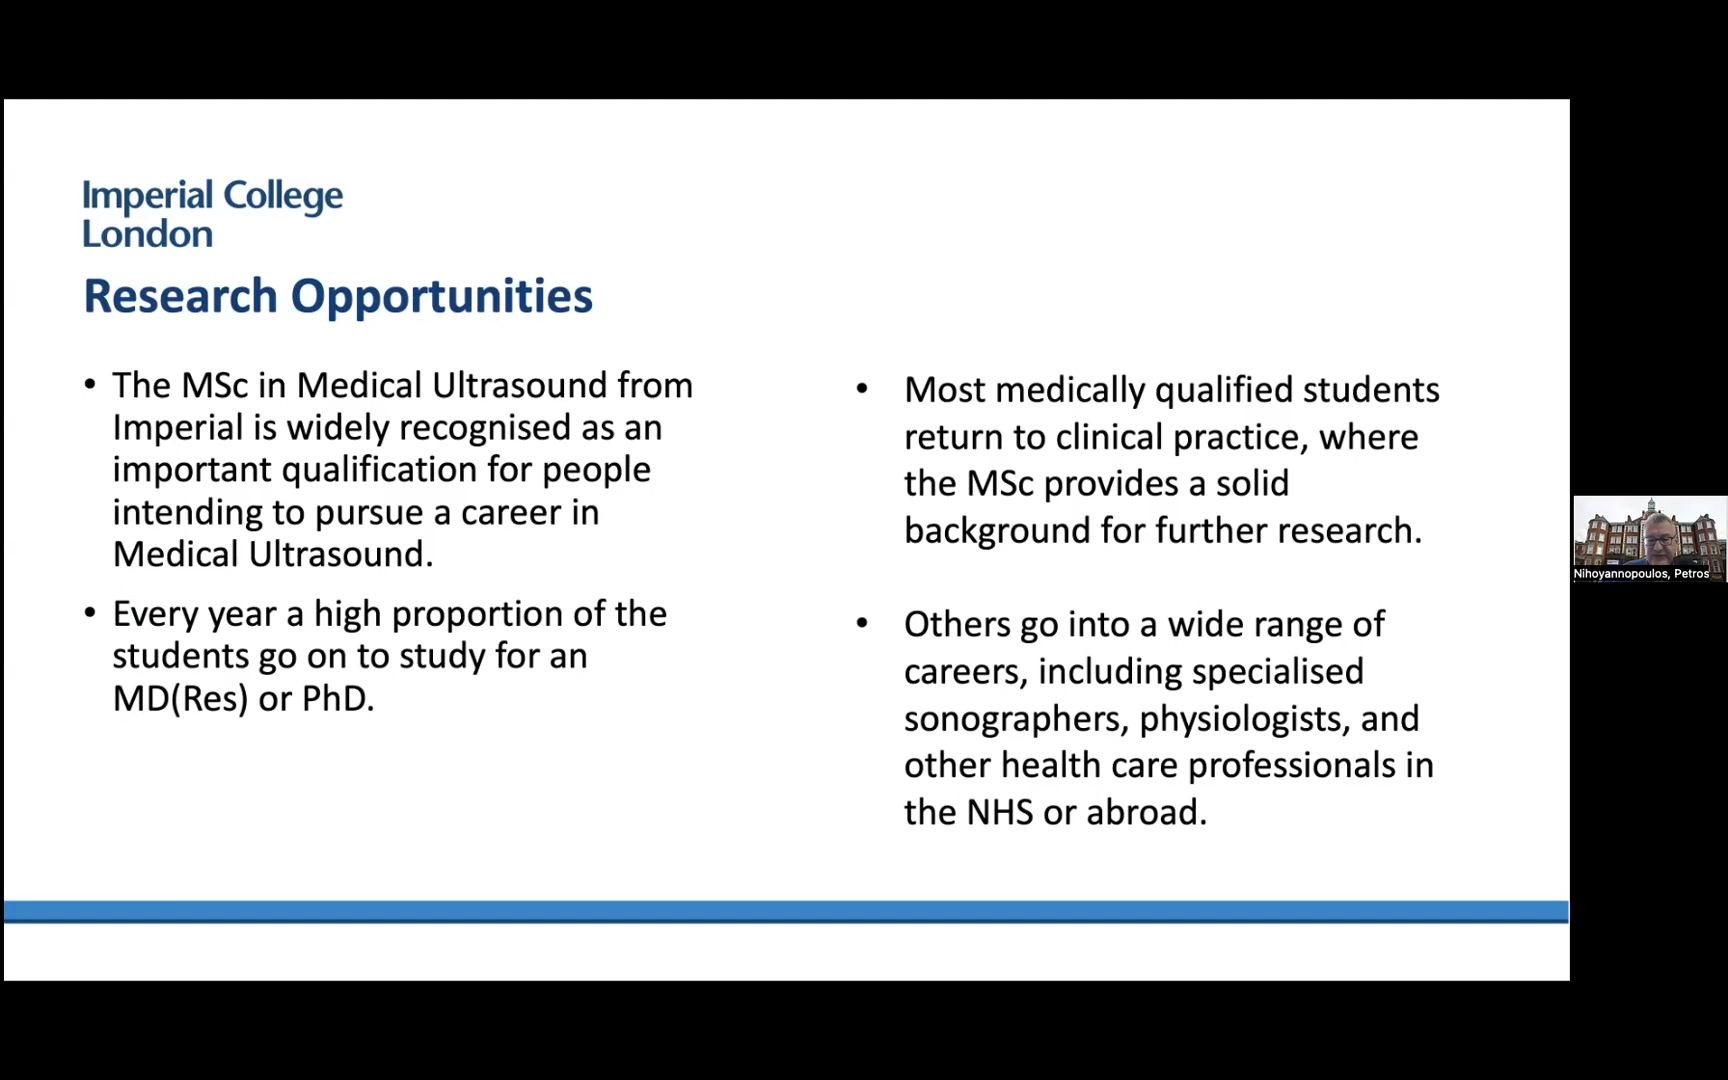 Imperial College
London
Research Opportunities
• The MSc in Medical Ultrasound from
Imperial is widely recognised as an
important qualification for people
intending to pursue a career in
Medical Ultrasound.
• Every year a high proportion of the
students go on to study for an
MD(Res) or PhD.
• Most medically qualified students
return to clinical practice, where
the MSc provides a solid
background for further research.
• Others go into a wide range of
careers, including specialised
sonographers, physiologists, and
other health care professionals in
the NHS or abroad.
Nihoyannopoulos, Petros